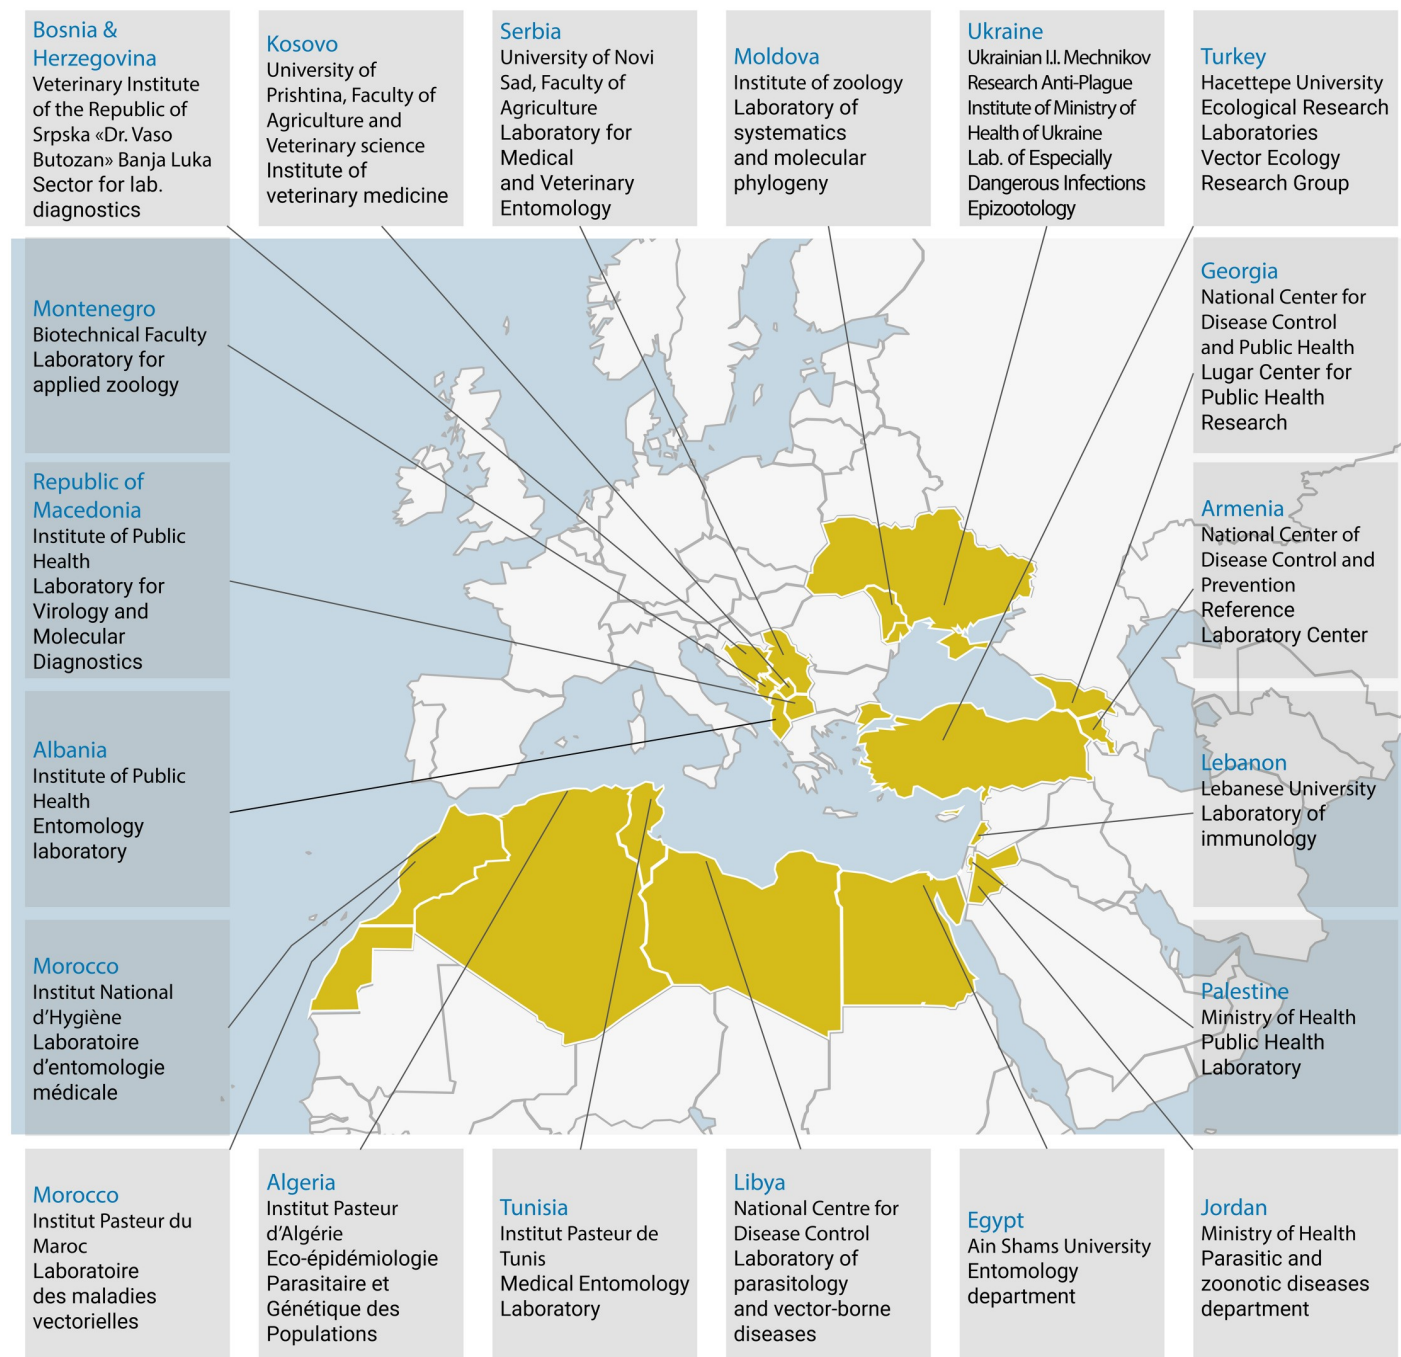 Bosnia &
Herzegovina
Veterinary Institute
of the Republic of
Srpska «Dr. Vaso
Butozan» Banja Luka
Sector for lab.
diagnostics
Kosovo
University of
Prishtina, Faculty of
Agriculture and
Veterinary science
Institute of
veterinary medicine
Serbia
University of Novi
Sad, Faculty of
Agriculture
Laboratory for
Medical
and Veterinary
Entomology
Moldova
Institute of zoology
Laboratory of
systematics
and molecular
phylogeny
Ukraine
Ukrainian I.I. Mechnikov
Research Anti-Plague
Institute of Ministry of
Health of Ukraine
Lab. of Especially
Dangerous Infections
Epizootology
Turkey
Hacettepe University
Ecological Research
Laboratories
Vector Ecology
Research Group
Montenegro
Biotechnical Faculty
Laboratory for
applied zoology
Georgia
National Center for
Disease Control
and Public Health
Lugar Center for
Public Health
Research
Republic of
Macedonia
Institute of Public
Health
Laboratory for
Virology and
Molecular
Diagnostics
Armenia
National Center of
Disease Control and
Prevention
Reference
Laboratory Center
Albania
Institute of Public
Health
Entomology
laboratory
Lebanon
Lebanese University
Laboratory of
immunology
Morocco
Institut National
d'Hygiène
Laboratoire
d'entomologie
médicale
Palestine
Ministry of Health
Public Health
Laboratory
Morocco
Institut Pasteur du
Maroc
Laboratoire
des maladies
vectorielles
Algeria
Institut Pasteur
d'Algérie
Eco-épidémiologie
Parasitaire et
Génétique des
Populations
Tunisia
Institut Pasteur de
Tunis
Medical Entomology
Laboratory
Libya
National Centre for
Disease Control
Laboratory of
parasitology
and vector-borne
diseases
Egypt
Ain Shams University
Entomology
department
Jordan
Ministry of Health
Parasitic and
zoonotic diseases
department